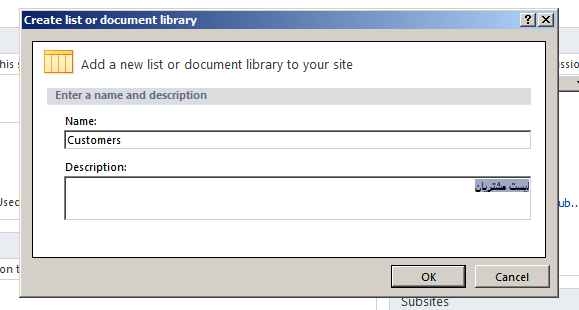 Create list or document library
his s
Add a new list or document library to your site
ssio
Enter a name and description
Name:
Customers
Description:
لیست مشتریان
Used
ub...
on t
OK
Cancel
Subsites